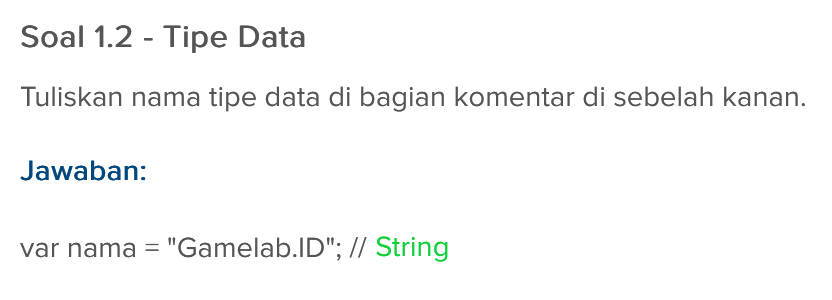 Soal 1.2 - Tipe Data
Tuliskan nama tipe data di bagian komentar di sebelah kanan.
Jawaban:
var nama = "Gamelab.ID"; // String